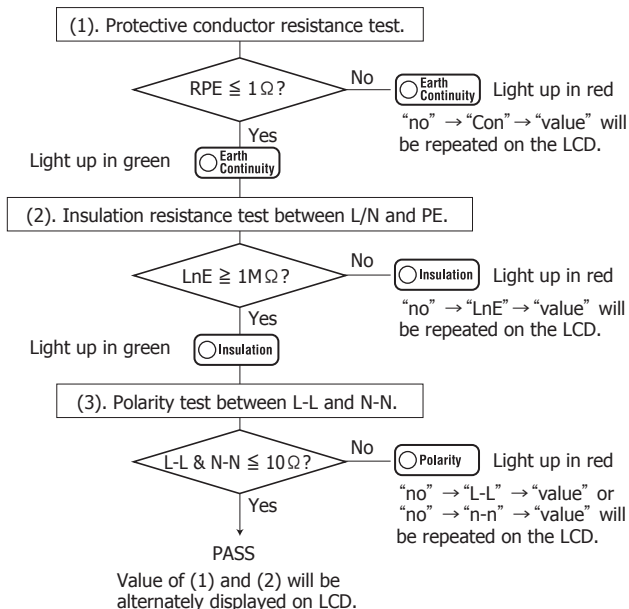 (1). Protective conductor resistance test.
RPE ≦ 1Ω?
No
Earth
Continuity
Light up in red
“no” →“Con”→“value” will
be repeated on the LCD.
Yes
Light up in green
Earth
Continuity
(2). Insulation resistance test between L/N and PE.
LnE ≧ 1MΩ?
No
Insulation
Light up in red
“no” →“LnE”→“value” will
be repeated on the LCD.
Yes
Light up in green
Insulation
(3). Polarity test between L-L and N-N.
L-L & N-N ≦ 10Ω?
No
Polarity
Light up in red
“no” →“L-L” →“value” or
“no” →“n-n” →“value” will
be repeated on the LCD.
Yes
PASS
Value of (1) and (2) will be
alternately displayed on LCD.